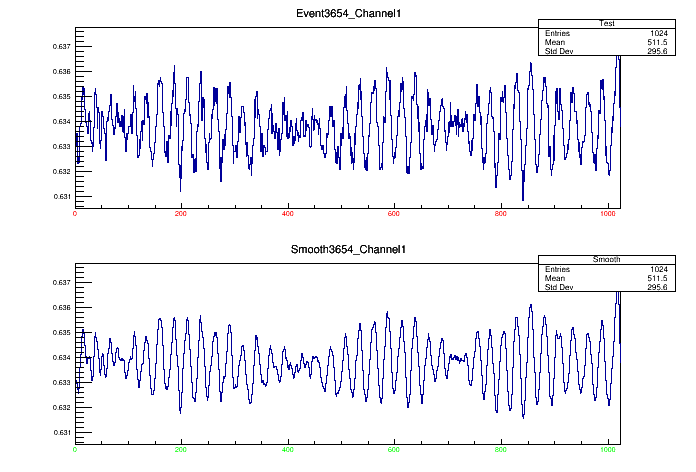 Event3654_Channel1
Test
Entries 1024
Mean 511.5
Std Dev 295.6
0.637
0.636
0.635
0.634
0.633
0.632
0.631
0 200 400 600 800 1000
Smooth3654_Channel1
Smooth
Entries 1024
Mean 511.5
Std Dev 295.6
0.637
0.636
0.635
0.634
0.633
0.632
0.631
0 200 400 600 800 1000